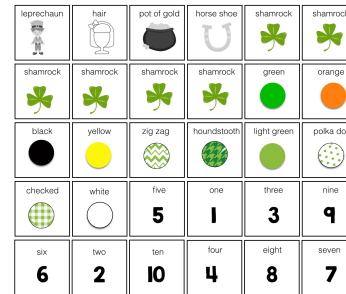 leprechaun hair pot of gold horse shoe shamrock shamroc
shamrock shamrock shamrock shamrock green orange
black yellow zig zag houndstooth light green polka do
checked white five one three nine
5 1 3 9
six two ten four eight seven
6 2 10 4 8 7